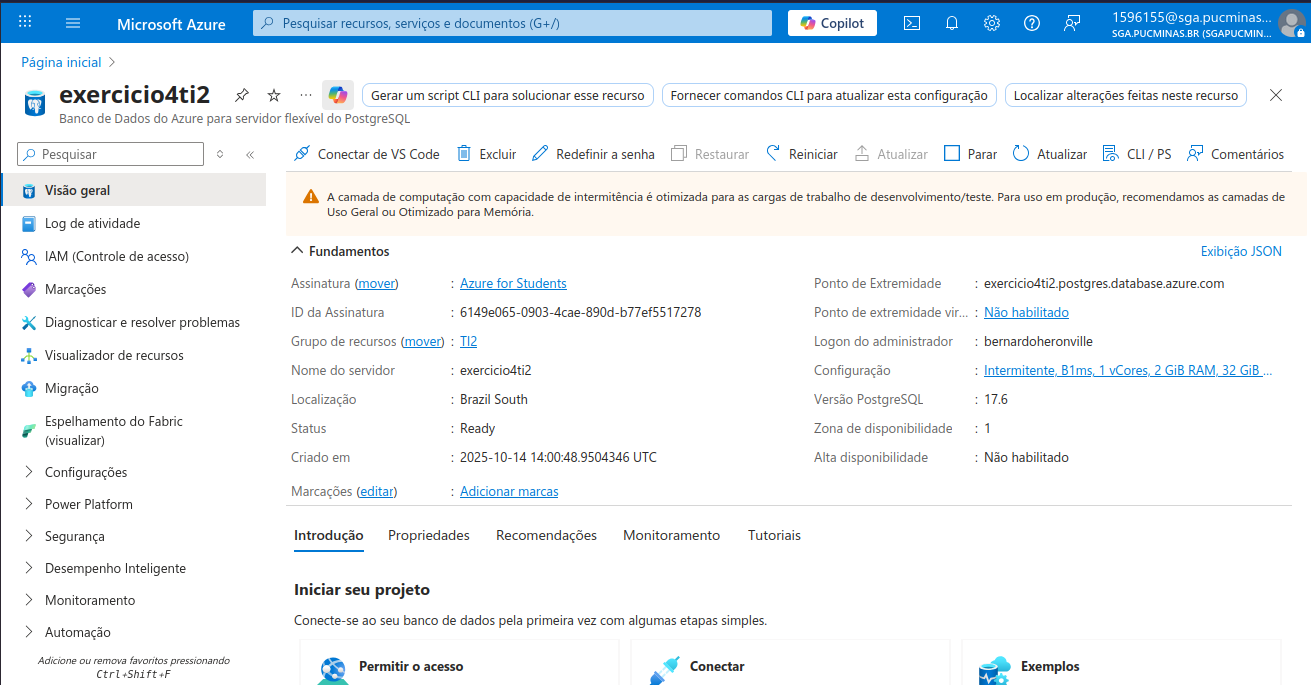 Microsoft Azure
Pesquisar recursos, serviços e documentos (G+/)
Copilot
1596155@sga.pucminas...
SGA.PUCMINAS.BR (SGAPUCMIN...
Página inicial
exercicio4ti2
...
Gerar um script CLI para solucionar esse recurso
Fornecer comandos CLI para atualizar esta configuração
Localizar alterações feitas neste recurso
Banco de Dados do Azure para servidor flexível do PostgreSQL
Pesquisar
Visão geral
Log de atividade
IAM (Controle de acesso)
Marcações
Diagnosticar e resolver problemas
Visualizador de recursos
Migração
Espelhamento do Fabric
(visualizar)
Configurações
Power Platform
Segurança
Desempenho Inteligente
Monitoramento
Automação
Adicione ou remova favoritos pressionando
Ctrl+Shift+F
Conectar de VS Code
Excluir
Redefinir a senha
Restaurar
Reiniciar
Atualizar
Parar
Atualizar
CLI / PS
Comentários
A camada de computação com capacidade de intermitência é otimizada para as cargas de trabalho de desenvolvimento/teste. Para uso em produção, recomendamos as camadas de
Uso Geral ou Otimizado para Memória.
Fundamentos
Exibição JSON
Assinatura (mover) : Azure for Students
ID da Assinatura : 6149e065-0903-4cae-890d-b77ef5517278
Grupo de recursos (mover) : TI2
Nome do servidor : exercicio4ti2
Localização : Brazil South
Status : Ready
Criado em : 2025-10-14 14:00:48.9504346 UTC
Marcações (editar) : Adicionar marcas
Ponto de Extremidade : exercicio4ti2.postgres.database.azure.com
Ponto de extremidade vir... : Não habilitado
Logon do administrador : bernardoheronville
Configuração : Intermitente, B1ms, 1 vCores, 2 GiB RAM, 32 GiB ...
Versão PostgreSQL : 17.6
Zona de disponibilidade : 1
Alta disponibilidade : Não habilitado
Introdução
Propriedades
Recomendações
Monitoramento
Tutoriais
Iniciar seu projeto
Conecte-se ao seu banco de dados pela primeira vez com algumas etapas simples.
Permitir o acesso
Conectar
Exemplos